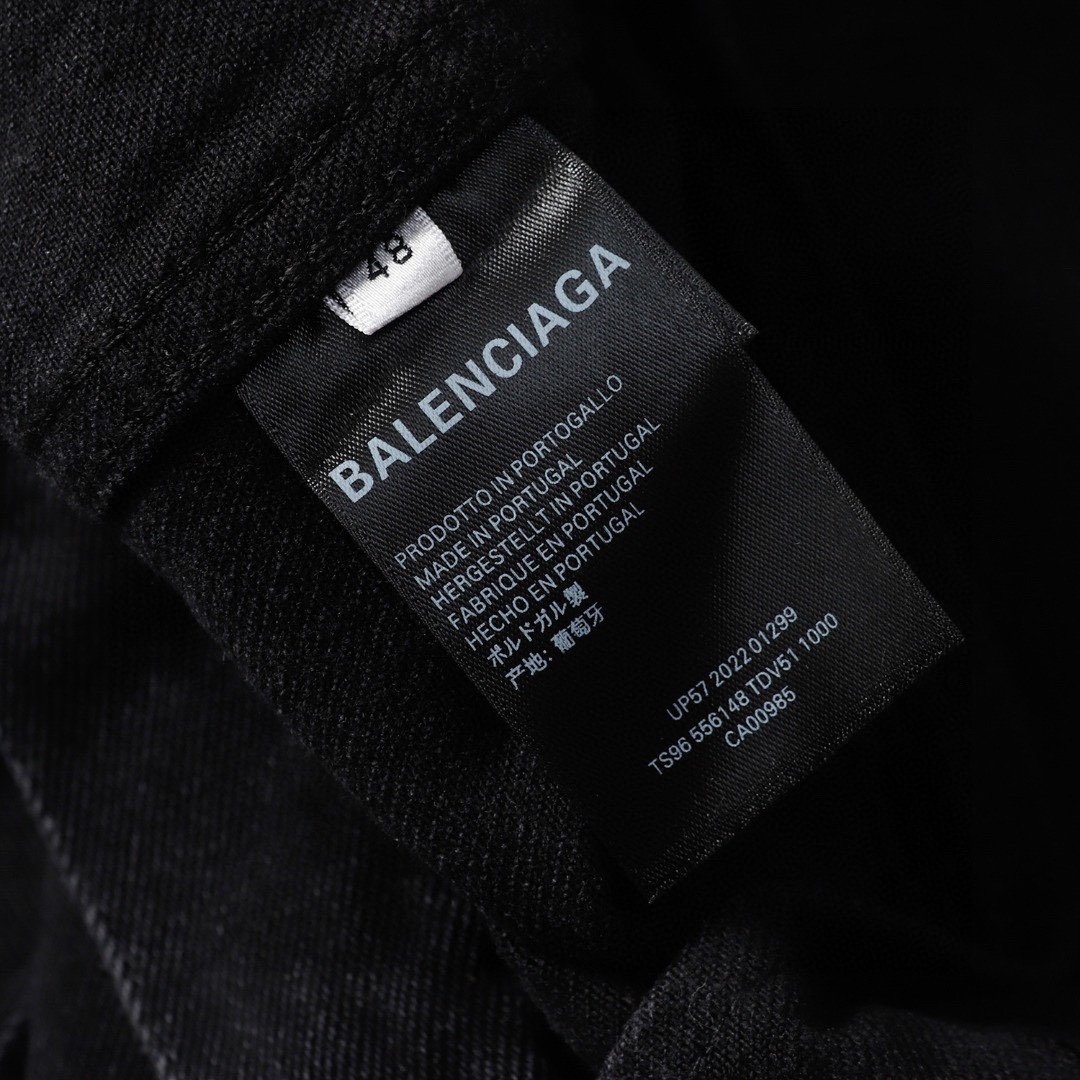 48
BALENCIAGA
PRODOTTO IN PORTOGALLO
MADE IN PORTUGAL
HERGESTELLT IN PORTUGAL
FABRIQUE EN PORTUGAL
HECHO EN PORTUGAL
ポルドガル製
产地: 葡萄牙
UP57 2022 01299
TS96 556148 TDV51 1000
CA00985